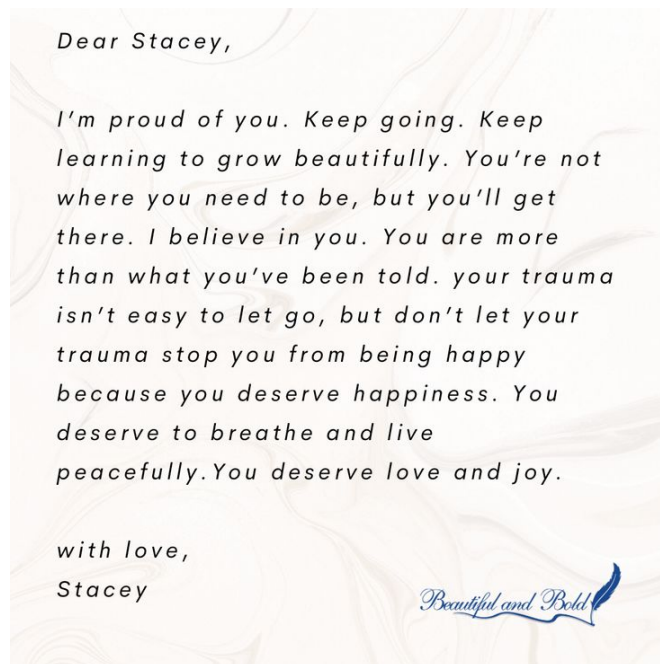 Dear Stacey,
I'm proud of you. Keep going. Keep
learning to grow beautifully. You're not
where you need to be, but you'll get
there. I believe in you. You are more
than what you've been told. your trauma
isn't easy to let go, but don't let your
trauma stop you from being happy
because you deserve happiness. You
deserve to breathe and live
peacefully.You deserve love and joy.
with love,
Stacey
Beautiful and Bold